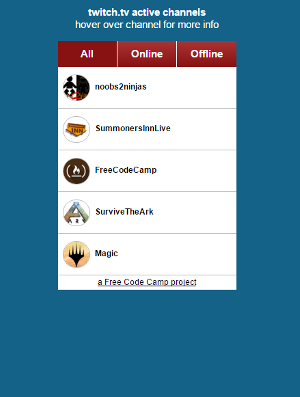 twitch.tv active channels
hover over channel for more info
All Online Offline
noobs2ninjas
INN
SummonersInnLive
FreeCodeCamp
SurviveTheArk
Magic
a Free Code Camp project